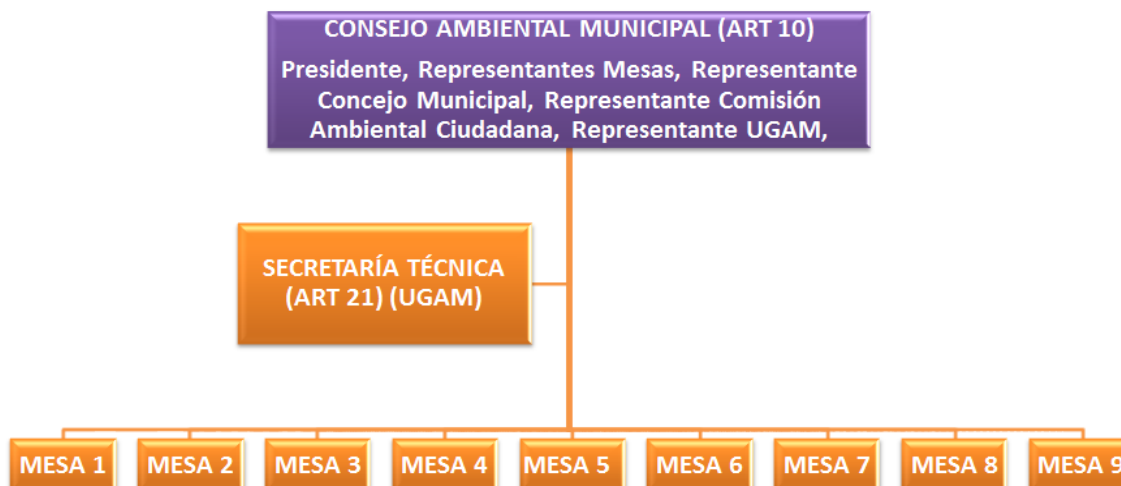 CONSEJO AMBIENTAL MUNICIPAL (ART 10)
Presidente, Representantes Mesas, Representante
Concejo Municipal, Representante Comisión
Ambiental Ciudadana, Representante UGAM,
SECRETARÍA TÉCNICA
(ART 21) (UGAM)
MESA 1
MESA 2
MESA 3
MESA 4
MESA 5
MESA 6
MESA 7
MESA 8
MESA 9